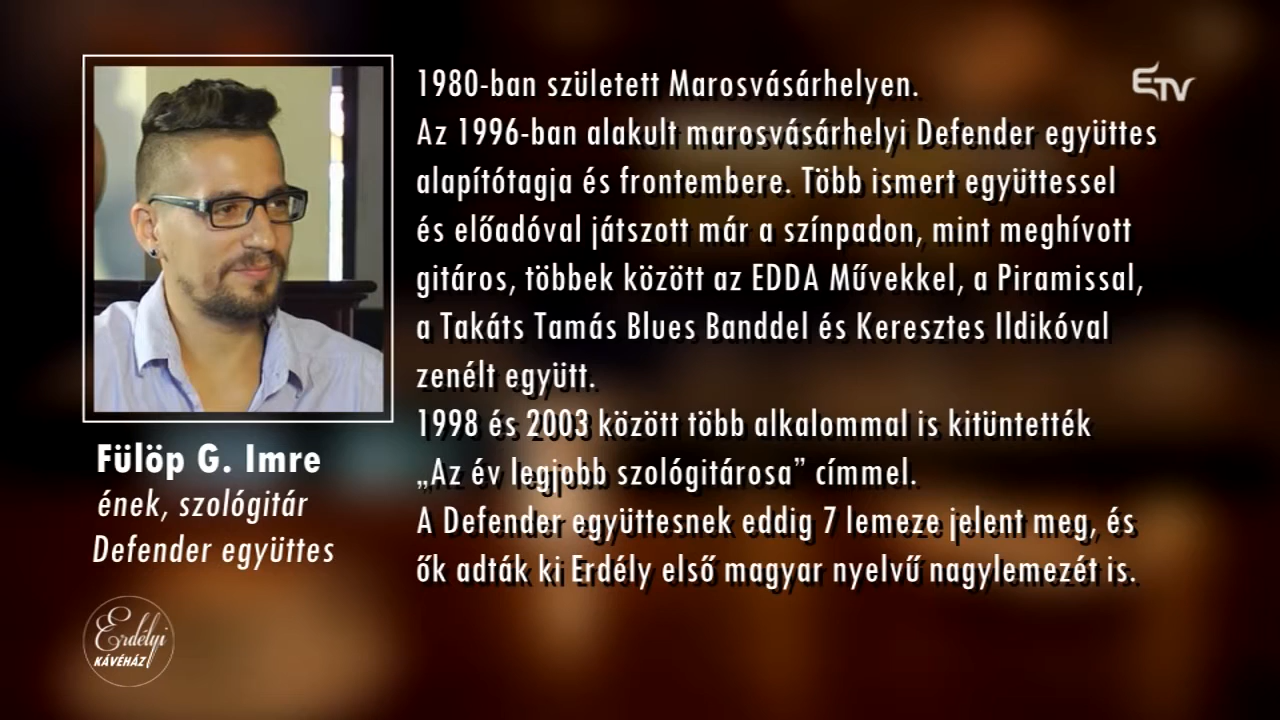 ETV
1980-ban született Marosvásárhelyen.
Az 1996-ban alakult marosvásárhelyi Defender együttes
alapítótagja és frontembere. Több ismert együttessel
és előadóval játszott már a színpadon, mint meghívott
gitáros, többek között az EDDA Művekkel, a Piramissal,
a Takáts Tamás Blues Banddel és Keresztes Ildikóval
zenélt együtt.
1998 és 2003 között több alkalommal is kitüntették
„Az év legjobb szológitárosa” címmel.
A Defender együttesnek eddig 7 lemeze jelent meg, és
ők adták ki Erdély első magyar nyelvű nagylemezét is.
Fülöp G. Imre
ének, szológitár
Defender együttes
Erdélyi
KÁVÉHÁZ